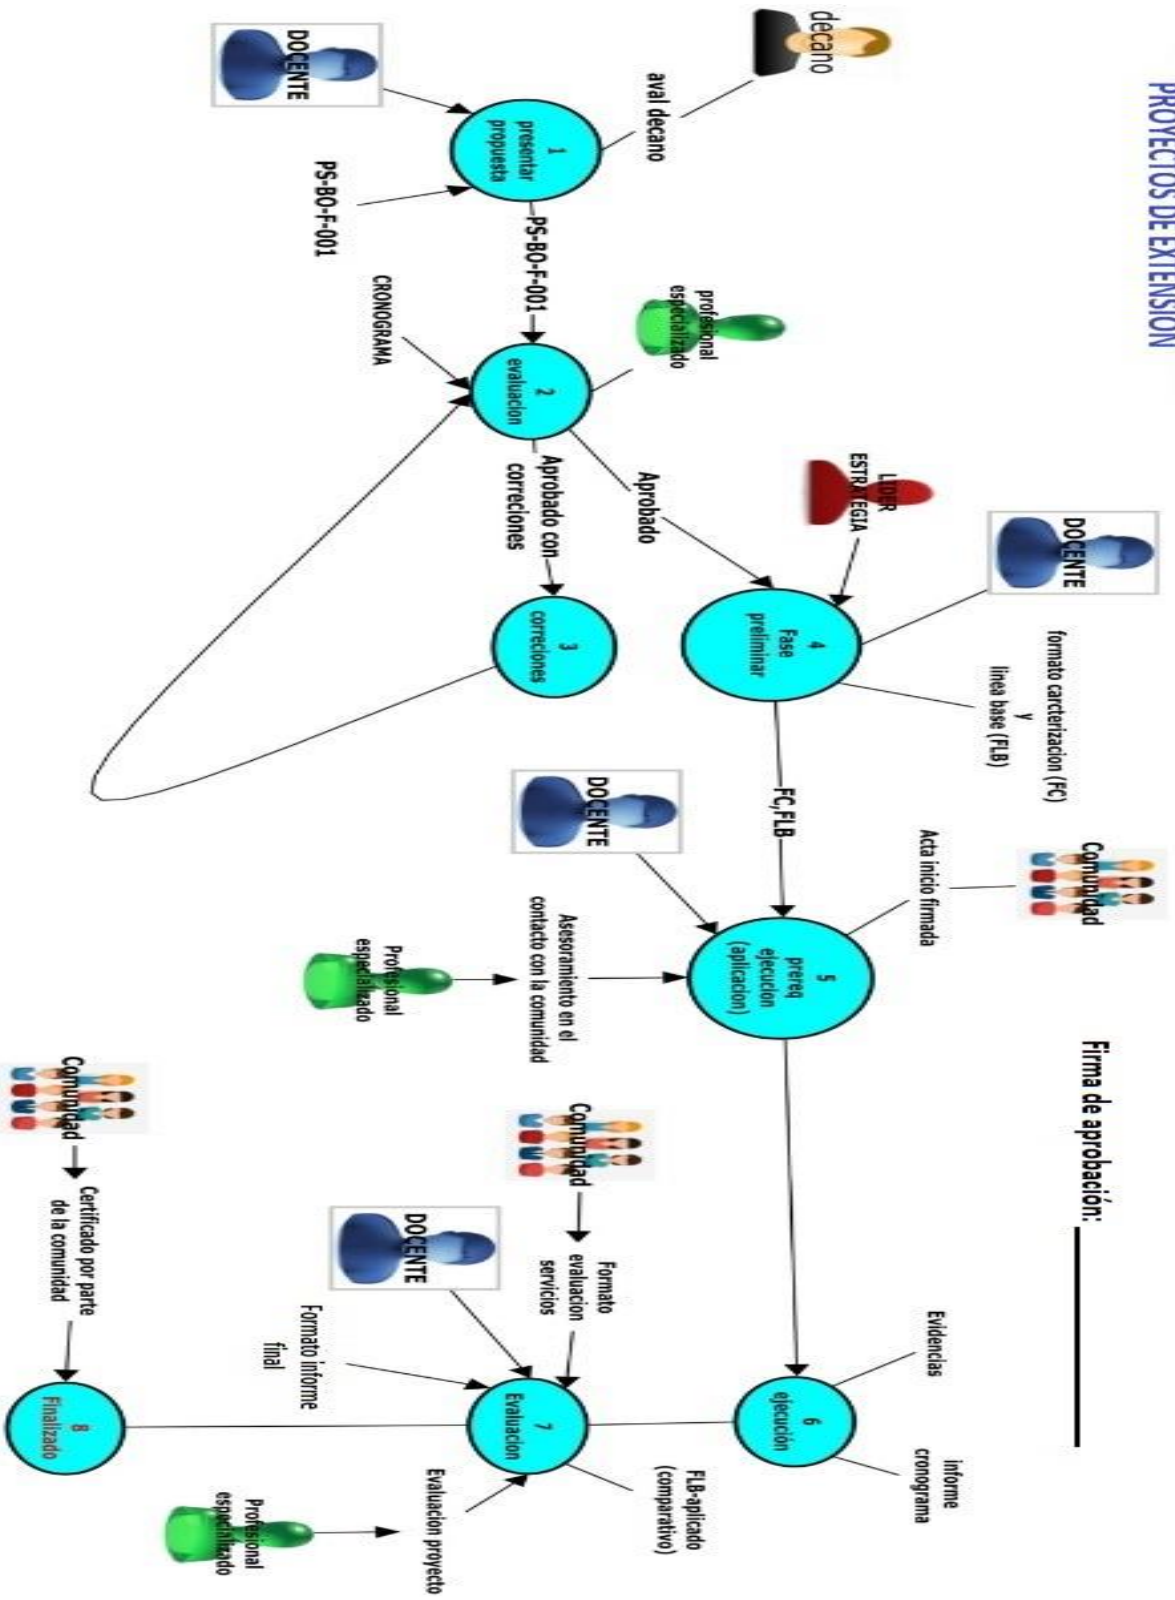 PROYECTOS DE EXTENSION
Firma de aprobación:
decano
aval decano
DOCENTE
1
presentar
propuesta
PS-BO-F-001
PS-BO-F-001
profesional
especializado
2
evaluacion
CRONOGRAMA
Aprobado
Aprobado con
correciones
3
correciones
LIDER
ESTRATEGIA
DOCENTE
formato carcterizacion (FC)
y
linea base (FLB)
4
Fase
preliminar
FC,FLB
DOCENTE
Comunidad
Acta inicio firmada
5
prereq
ejecucion
(aplicacion)
Asesoramiento en el
contacto con la comunidad
Profesional
especializado
Evidencias
informe
cronograma
6
ejecución
Comunidad
Formato
evaluacion
servicios
DOCENTE
Formato informe
final
7
Evaluacion
FLB-aplicado
(comparativo)
Evaluacion proyecto
Profesional
especializado
Comunidad
Certificado por parte
de la comunidad
8
Finalizado